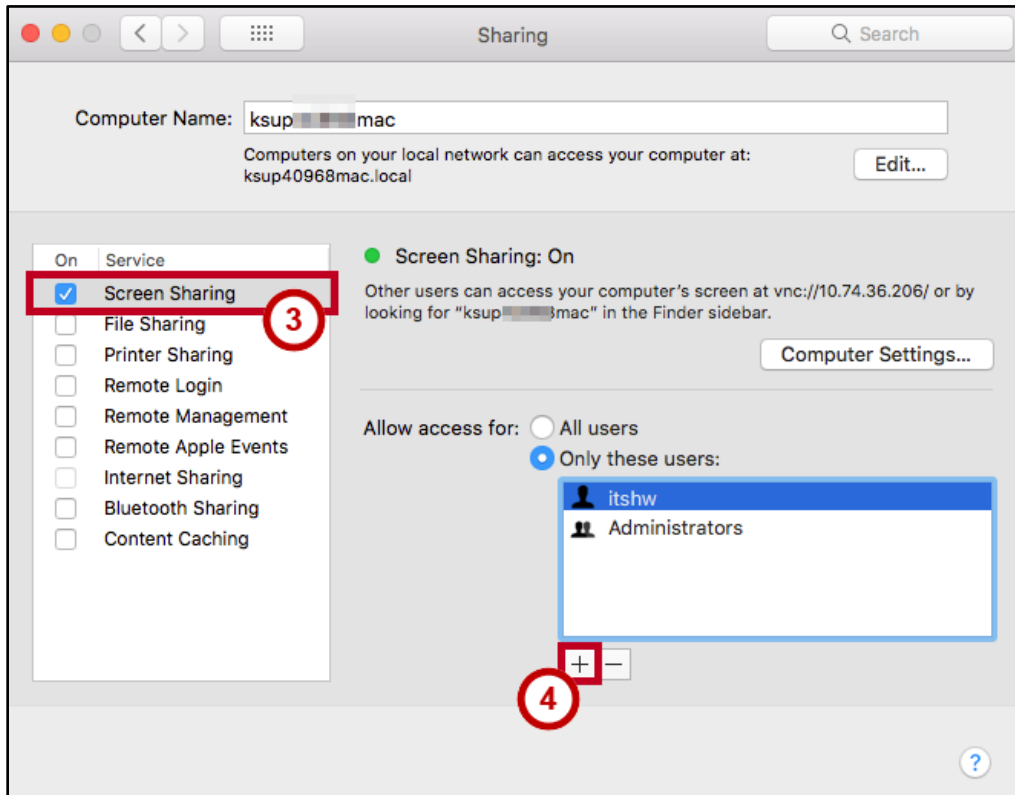 Sharing
Search
Computer Name: ksup mac
Computers on your local network can access your computer at:
ksup40968mac.local
Edit...
On Service
Screen Sharing
File Sharing
Printer Sharing
Remote Login
Remote Management
Remote Apple Events
Internet Sharing
Bluetooth Sharing
Content Caching
3
Screen Sharing: On
Other users can access your computer's screen at vnc://10.74.36.206/ or by
looking for "ksup mac" in the Finder sidebar.
Computer Settings...
Allow access for: All users
Only these users:
itshw
Administrators
+ −
4
?